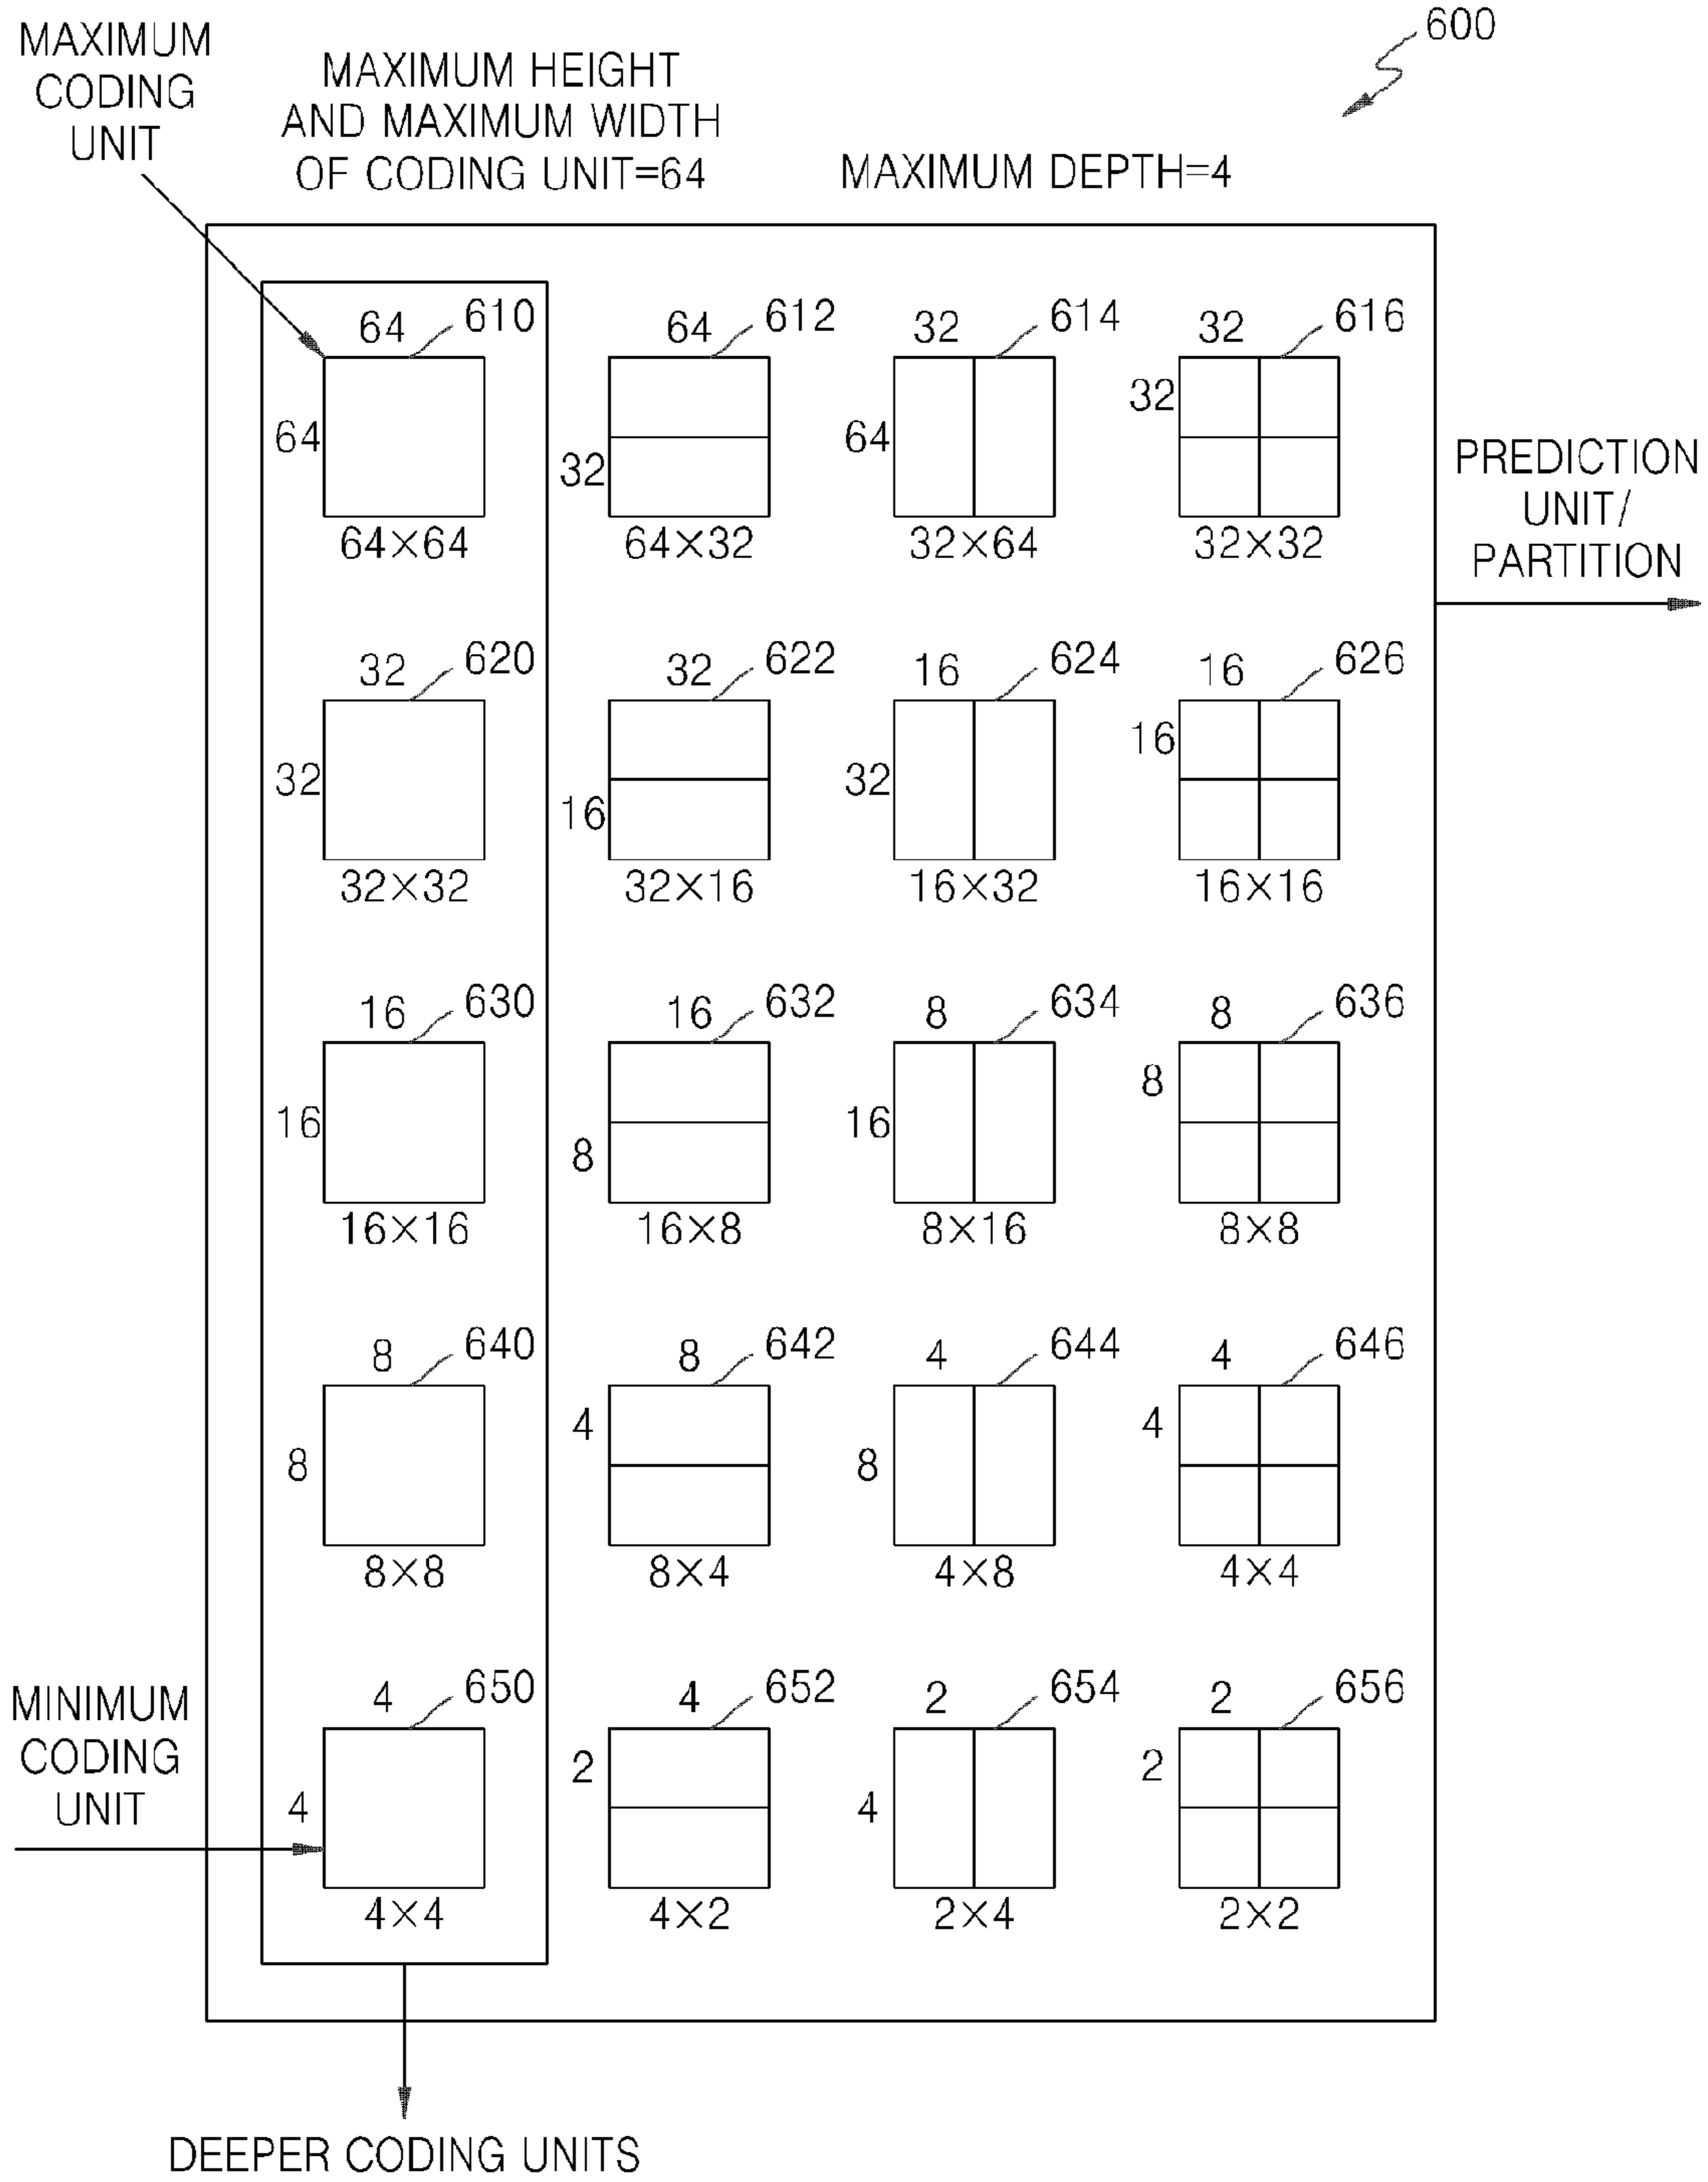 600
MAXIMUM
CODING
UNIT
MAXIMUM HEIGHT
AND MAXIMUM WIDTH
OF CODING UNIT=64
MAXIMUM DEPTH=4
64 610 64 612 32 614 32 616
64 32 64 32
64×64 64×32 32×64 32×32
PREDICTION
UNIT/
PARTITION
32 620 32 622 16 624 16 626
32 16 32 16
32×32 32×16 16×32 16×16
16 630 16 632 8 634 8 636
16 8 16 8
16×16 16×8 8×16 8×8
8 640 8 642 4 644 4 646
8 4 8 4
8×8 8×4 4×8 4×4
MINIMUM
CODING
UNIT
4 650 4 652 2 654 2 656
4 2 4 2
4×4 4×2 2×4 2×2
DEEPER CODING UNITS